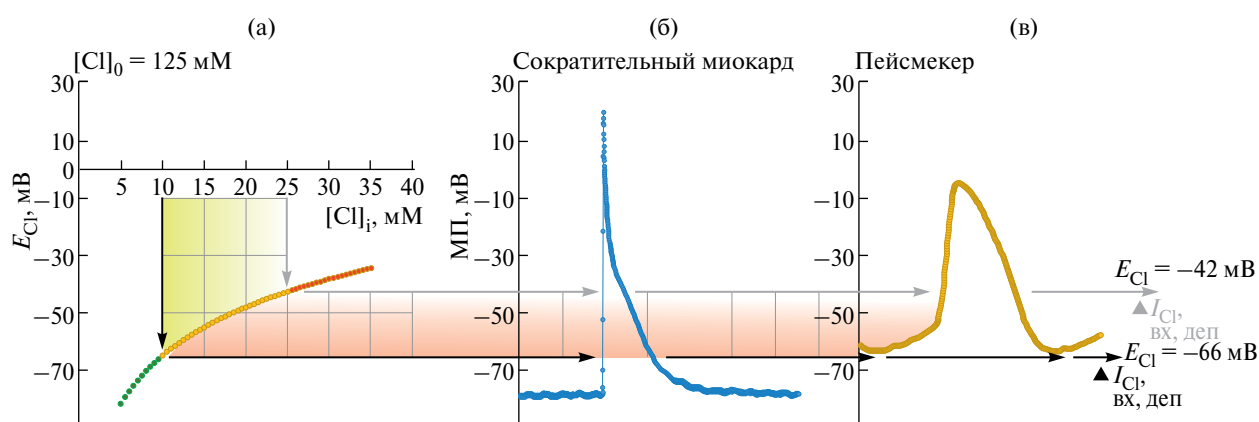 (а)
[Cl]0 = 125 мМ
30
10
0
−10
−30
−50
−70
ECl, мВ
5 10 15 20 25 30 35 40
[Cl]i, мМ
(б)
Сократительный миокард
30
10
−10
−30
−50
−70
МП, мВ
(в)
Пейсмекер
30
10
−10
−30
−50
−70
ECl = −42 мВ
ICl,
вх, деп
ECl = −66 мВ
ICl,
вх, деп